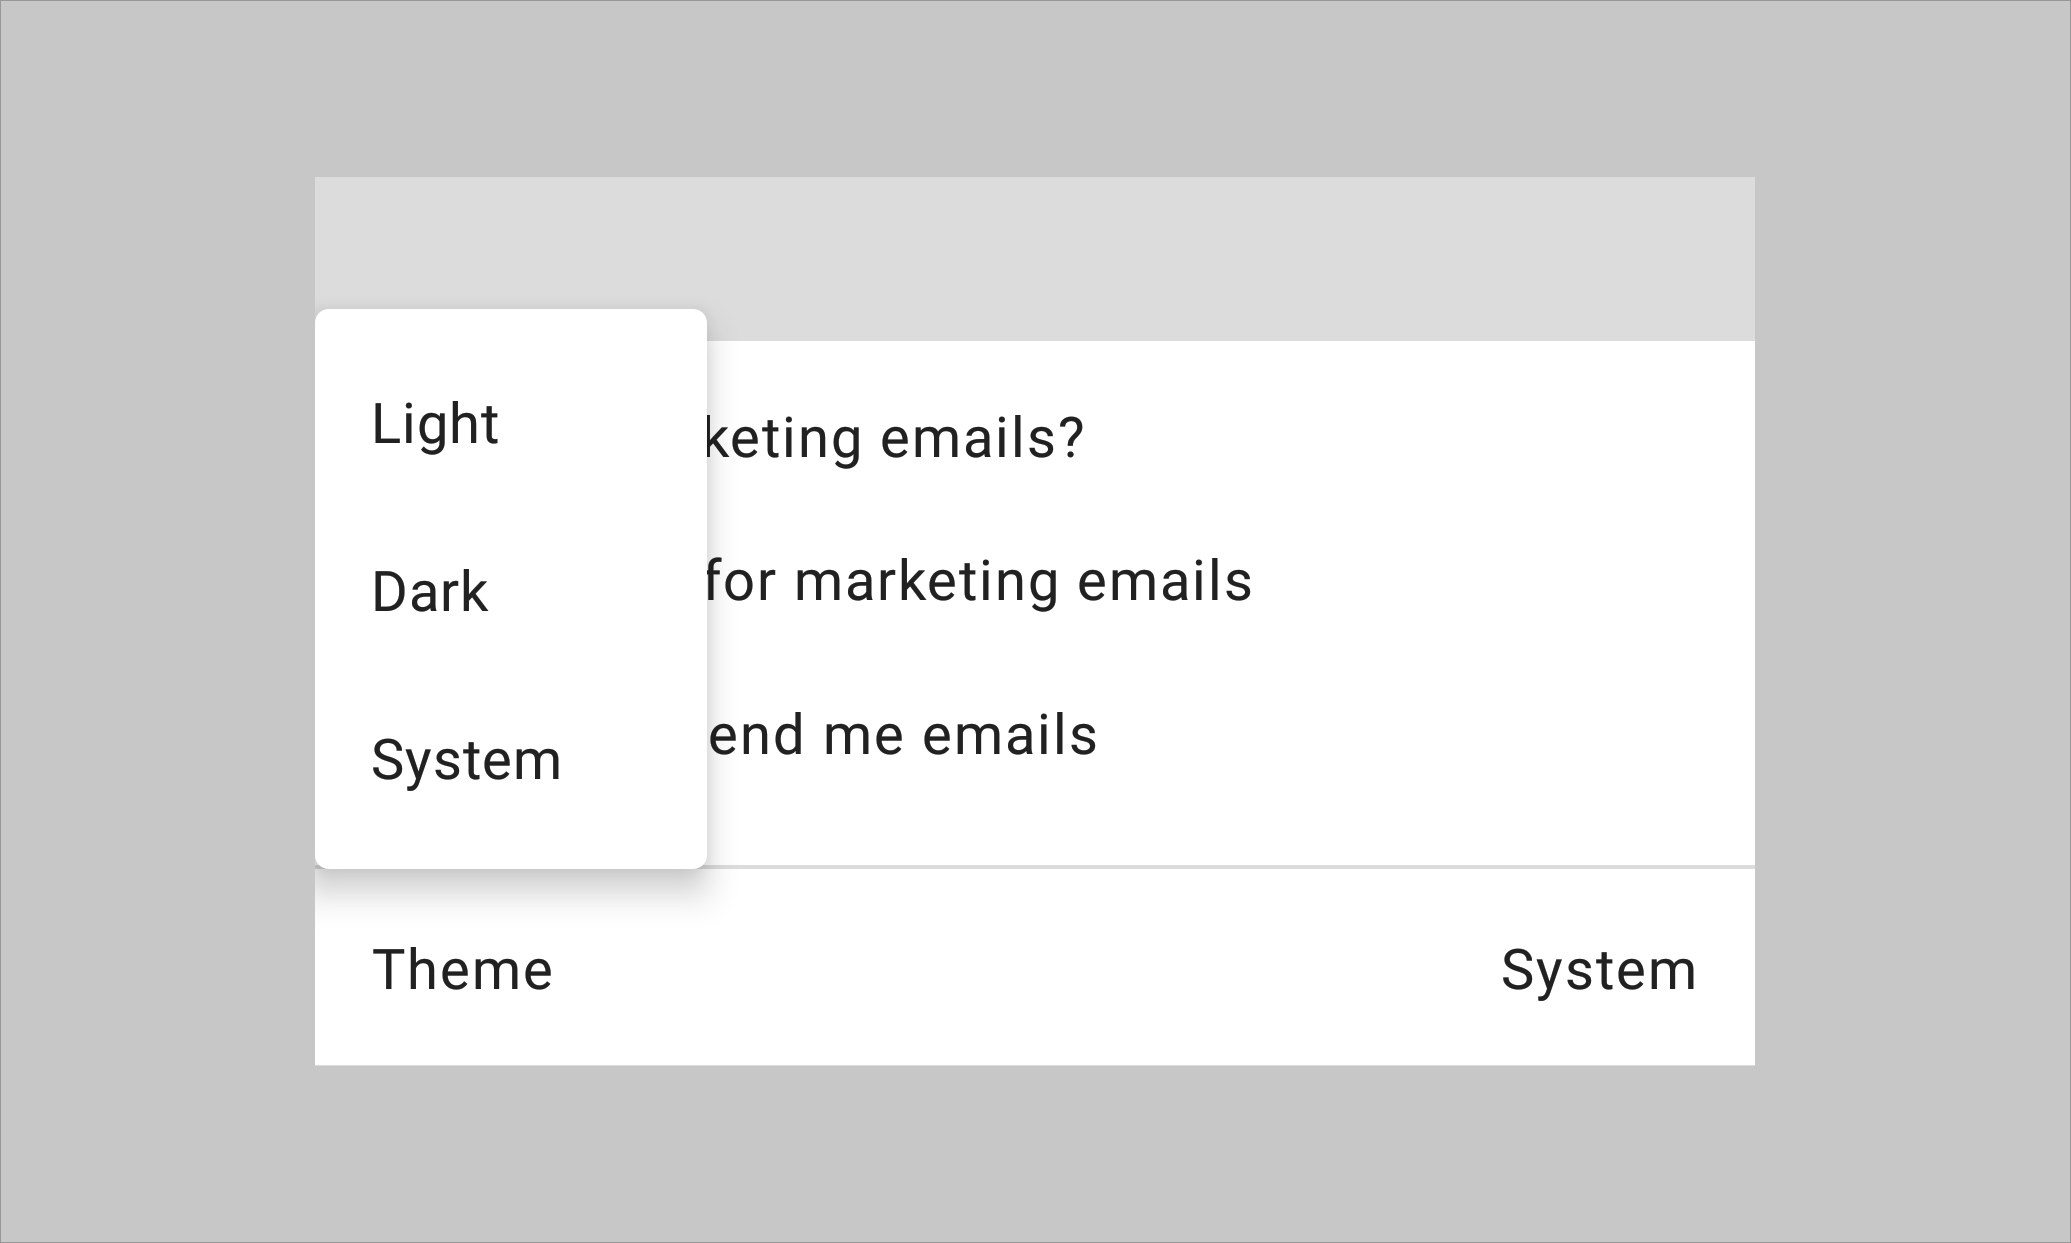 Light
keting emails?
Dark
for marketing emails
System
end me emails
Theme
System